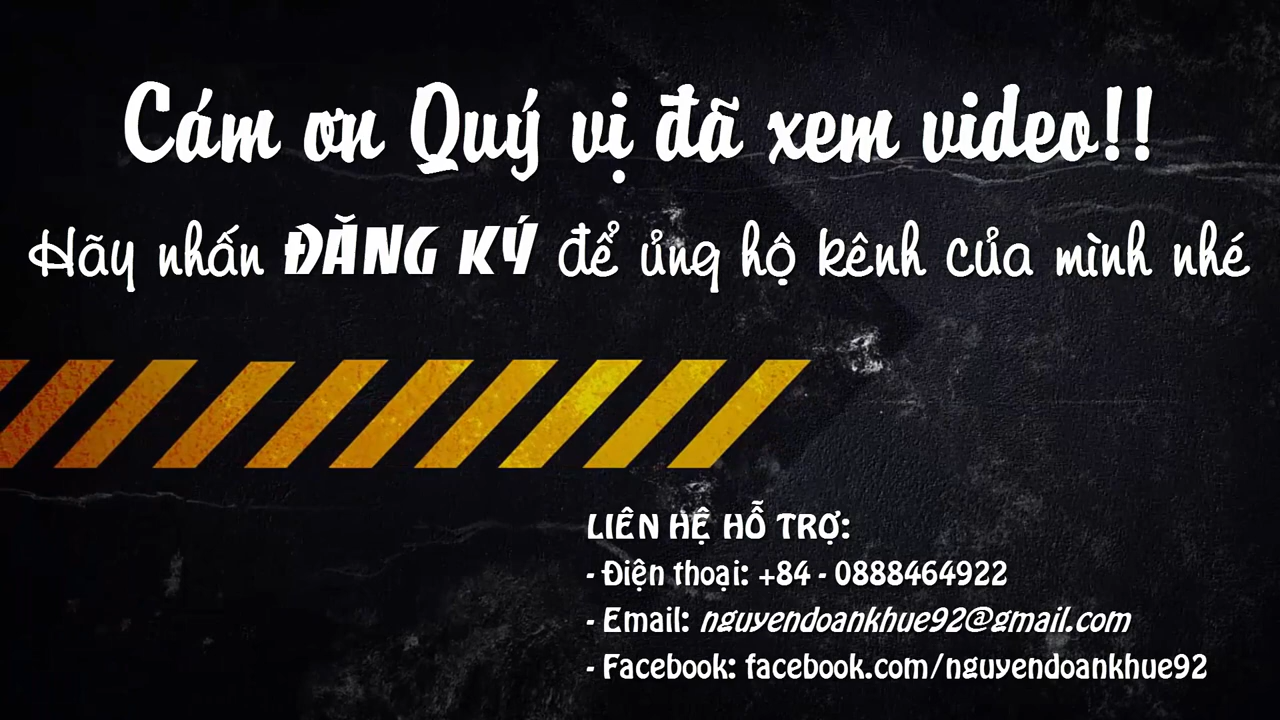 Cám ơn Quý vị đã xem video!!
Hãy nhấn ĐĂNG KÝ để ủng hộ kênh của mình nhé
LIÊN HỆ HỖ TRỢ:
- Điện thoại: +84 - 0888464922
- Email: nguyendoankhue92@gmail.com
- Facebook: facebook.com/nguyendoankhue92